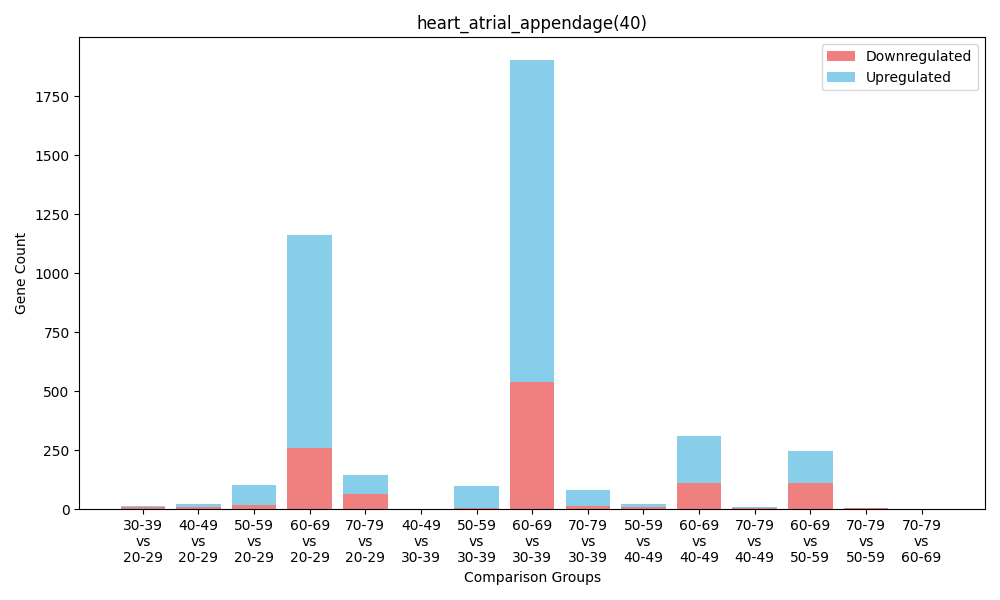 heart_atrial_appendage(40)
Downregulated
Upregulated
Gene Count
1750
1500
1250
1000
750
500
250
0
30-39 vs 20-29
40-49 vs 20-29
50-59 vs 20-29
60-69 vs 20-29
70-79 vs 20-29
40-49 vs 30-39
50-59 vs 30-39
60-69 vs 30-39
70-79 vs 30-39
50-59 vs 40-49
60-69 vs 40-49
70-79 vs 40-49
60-69 vs 50-59
70-79 vs 50-59
70-79 vs 60-69
Comparison Groups